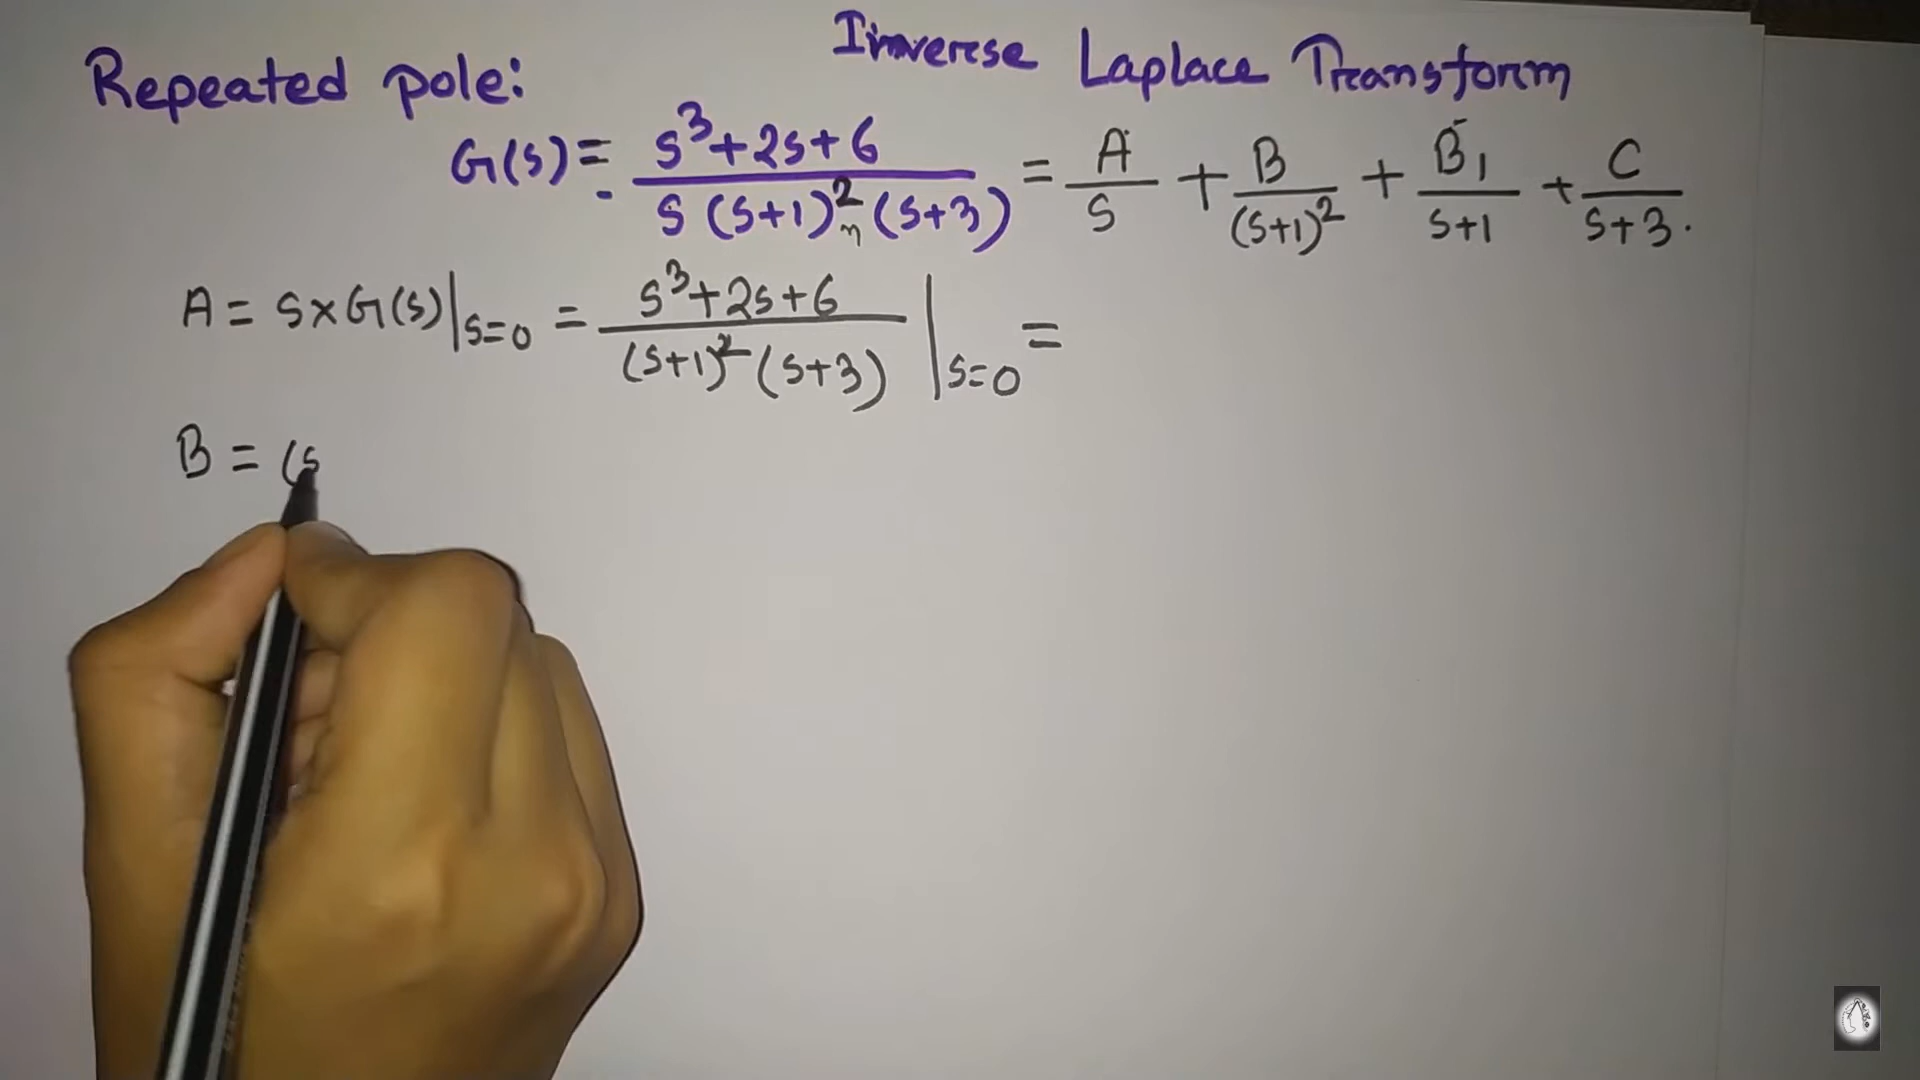 Inverse Laplace Transform
Repeated pole:
G(s) = (s³+2s+6)/(s(s+1)²(s+3)) = A/s + B/(s+1)² + B₁/(s+1) + C/(s+3).
A = s×G(s)|s=0 = (s³+2s+6)/((s+1)²(s+3)) |s=0 =
B = (s